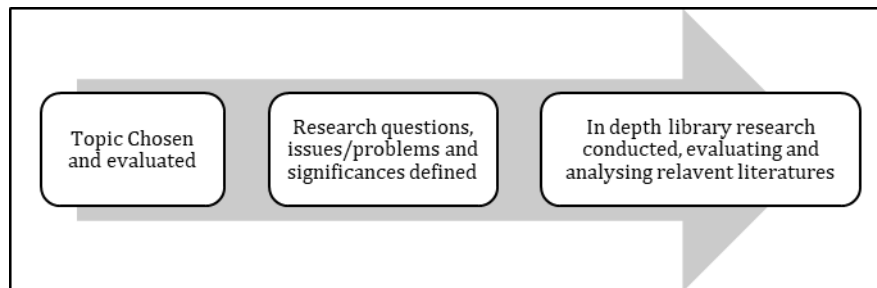 Topic Chosen
and evaluated
Research questions,
issues/problems and
significances defined
In depth library research
conducted, evaluating and
analysing relavent literatures